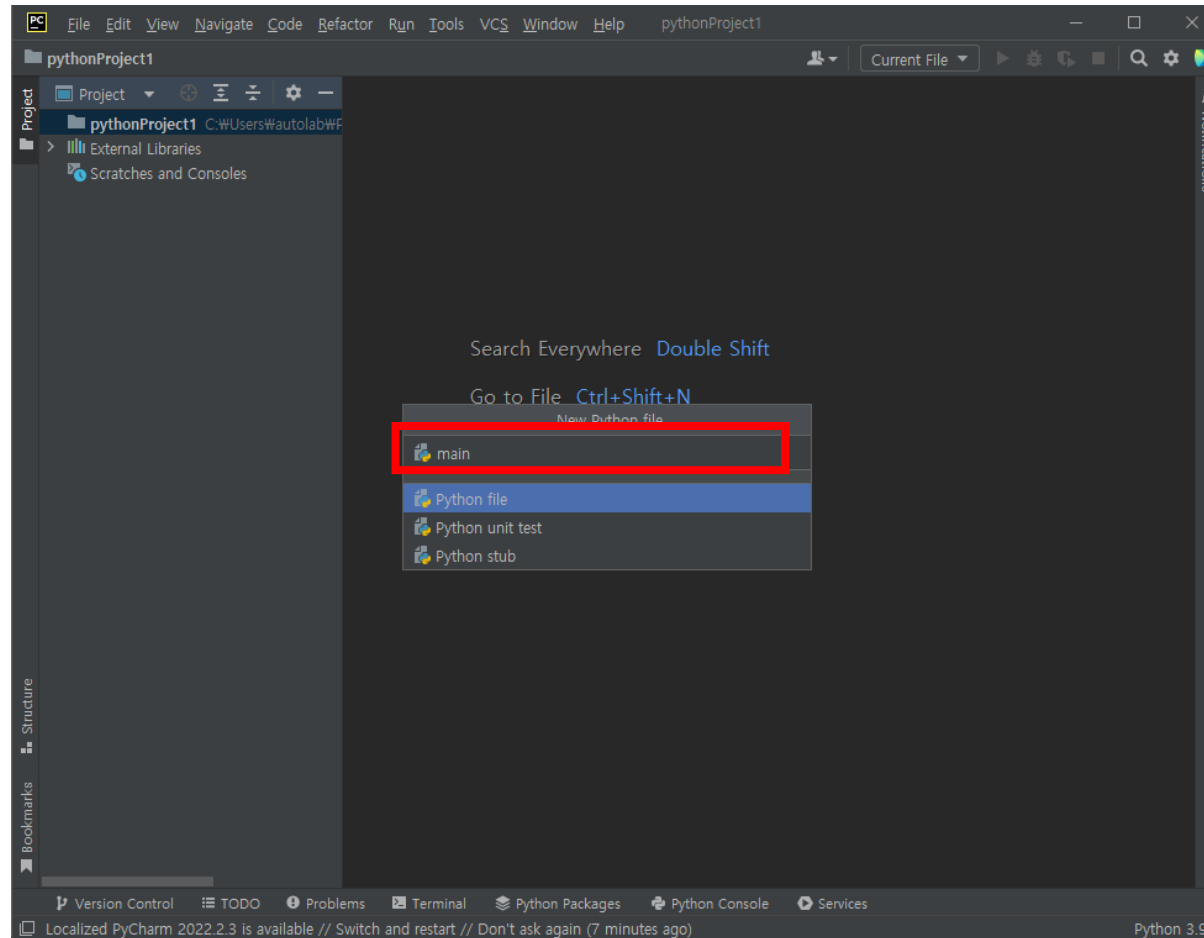 PC File Edit View Navigate Code Refactor Run Tools VCS Window Help pythonProject1
pythonProject1 Current File
Project
Project
pythonProject1 C:₩Users₩autolab₩P
External Libraries
Scratches and Consoles
Search Everywhere Double Shift
Go to File Ctrl+Shift+N
New Python file
main
Python file
Python unit test
Python stub
Structure
Bookmarks
Version Control TODO Problems Terminal Python Packages Python Console Services
Localized PyCharm 2022.2.3 is available // Switch and restart // Don't ask again (7 minutes ago) Python 3.9